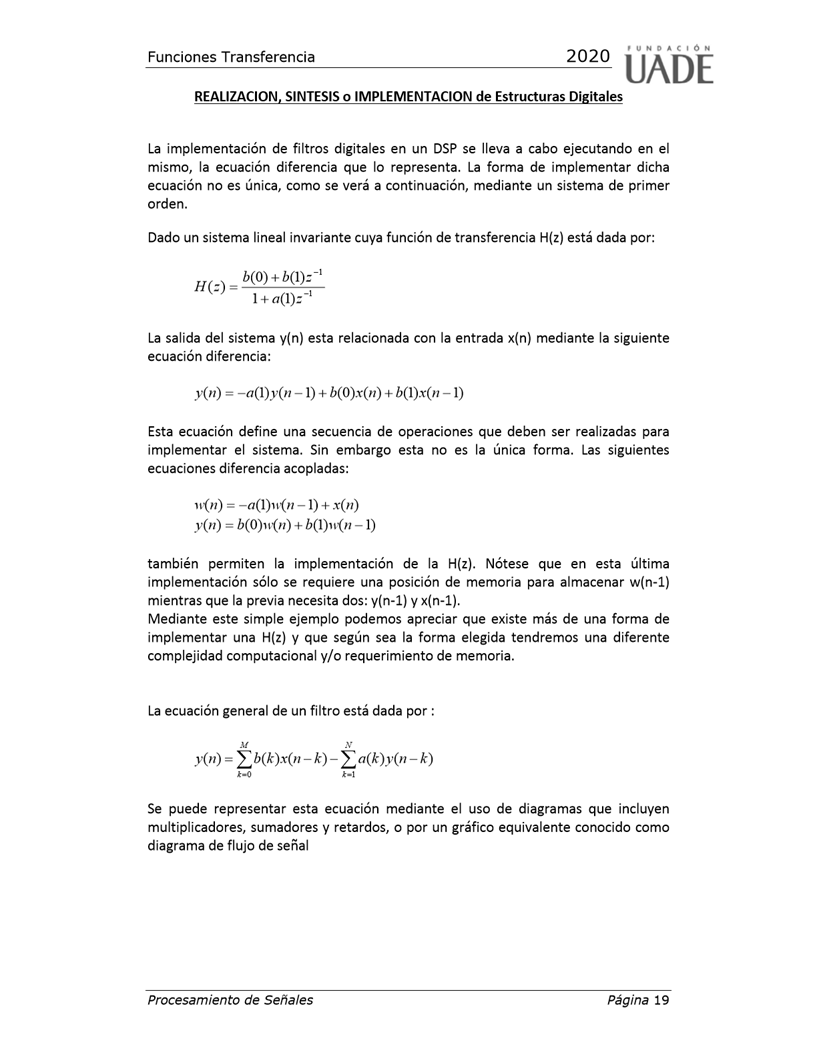 Funciones Transferencia 2020 FUNDACIÓN UADE
REALIZACION, SINTESIS o IMPLEMENTACION de Estructuras Digitales
La implementación de filtros digitales en un DSP se lleva a cabo ejecutando en el
mismo, la ecuación diferencia que lo representa. La forma de implementar dicha
ecuación no es única, como se verá a continuación, mediante un sistema de primer
orden.
Dado un sistema lineal invariante cuya función de transferencia H(z) está dada por:
H(z) = (b(0) + b(1)z⁻¹) / (1 + a(1)z⁻¹)
La salida del sistema y(n) esta relacionada con la entrada x(n) mediante la siguiente
ecuación diferencia:
y(n) = −a(1)y(n − 1) + b(0)x(n) + b(1)x(n − 1)
Esta ecuación define una secuencia de operaciones que deben ser realizadas para
implementar el sistema. Sin embargo esta no es la única forma. Las siguientes
ecuaciones diferencia acopladas:
w(n) = −a(1)w(n − 1) + x(n)
y(n) = b(0)w(n) + b(1)w(n − 1)
también permiten la implementación de la H(z). Nótese que en esta última
implementación sólo se requiere una posición de memoria para almacenar w(n-1)
mientras que la previa necesita dos: y(n-1) y x(n-1).
Mediante este simple ejemplo podemos apreciar que existe más de una forma de
implementar una H(z) y que según sea la forma elegida tendremos una diferente
complejidad computacional y/o requerimiento de memoria.
La ecuación general de un filtro está dada por :
y(n) = ∑_{k=0}^{M} b(k)x(n − k) − ∑_{k=1}^{N} a(k)y(n − k)
Se puede representar esta ecuación mediante el uso de diagramas que incluyen
multiplicadores, sumadores y retardos, o por un gráfico equivalente conocido como
diagrama de flujo de señal
Procesamiento de Señales Página 19